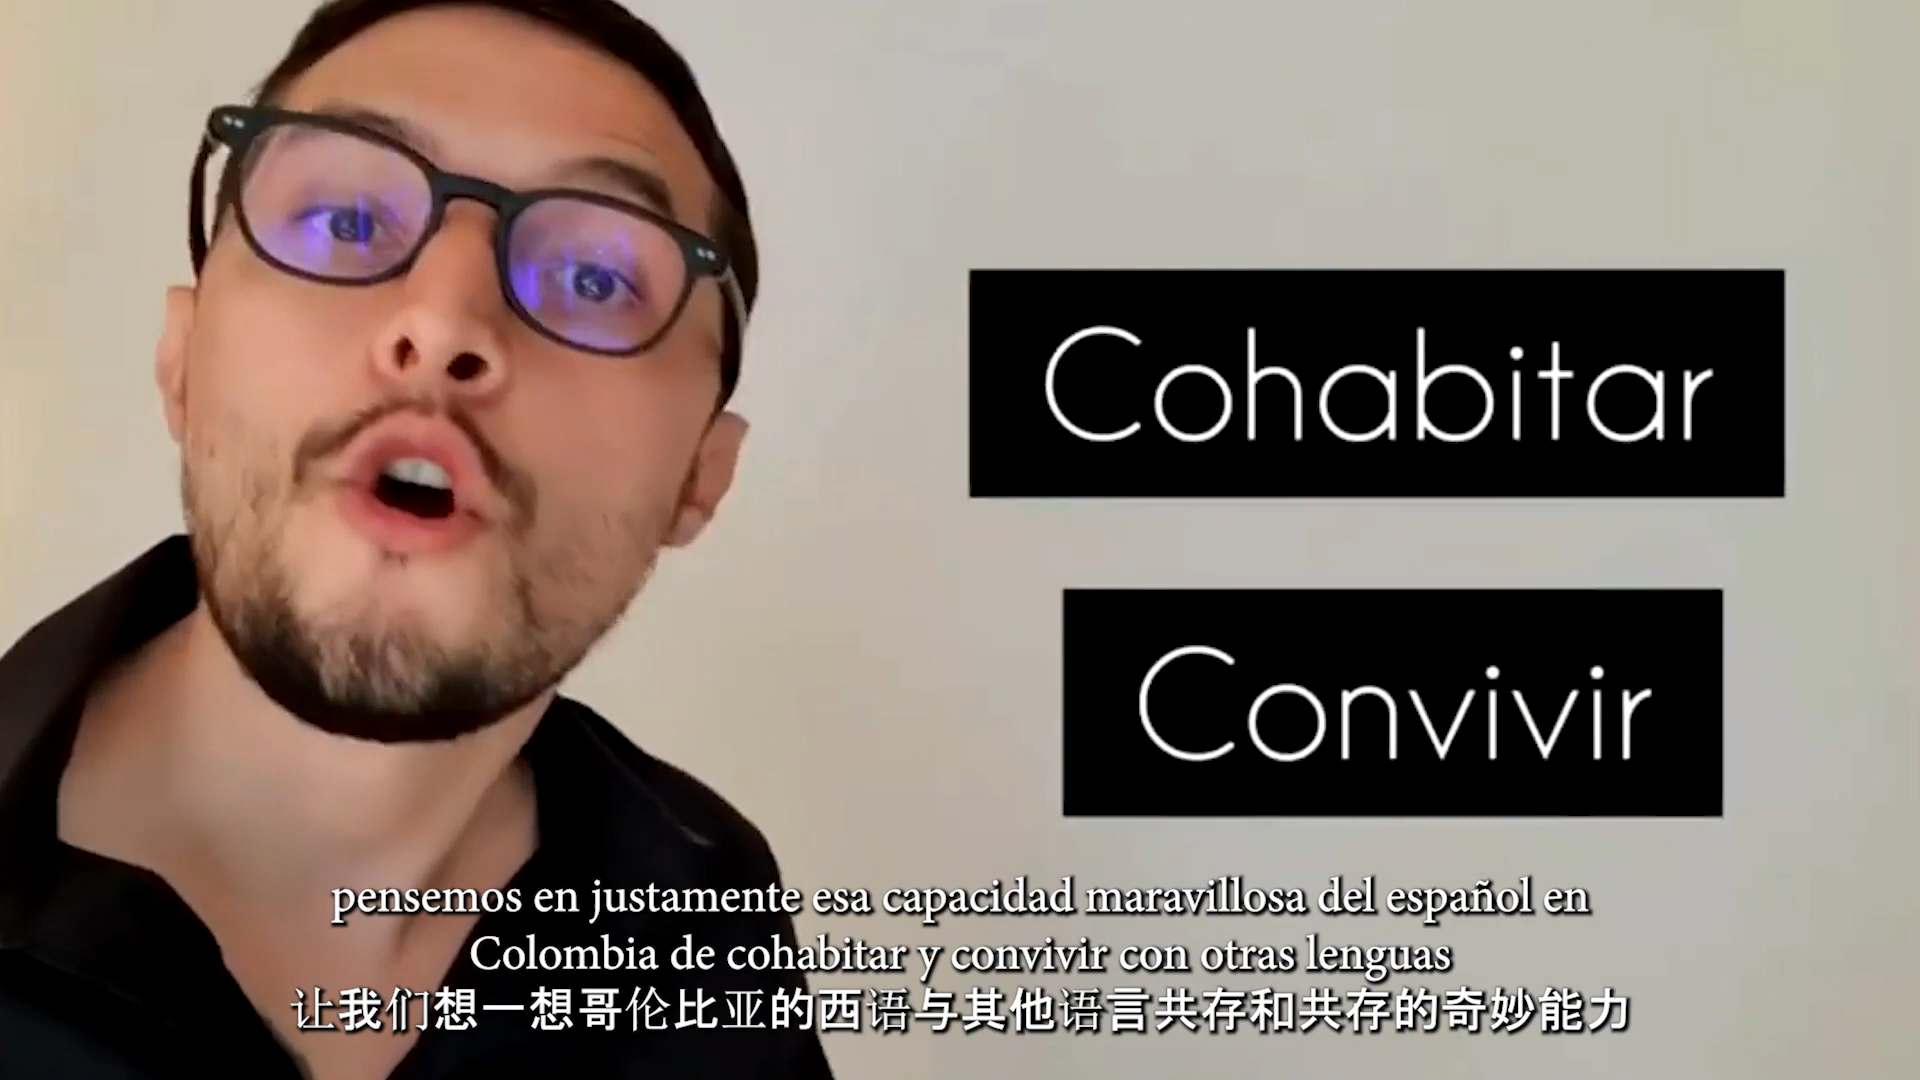 Cohabitar
Convivir
pensemos en justamente esa capacidad maravillosa del español en
Colombia de cohabitar y convivir con otras lenguas
让我们想一想哥伦比亚的西语与其他语言共存和共存的奇妙能力